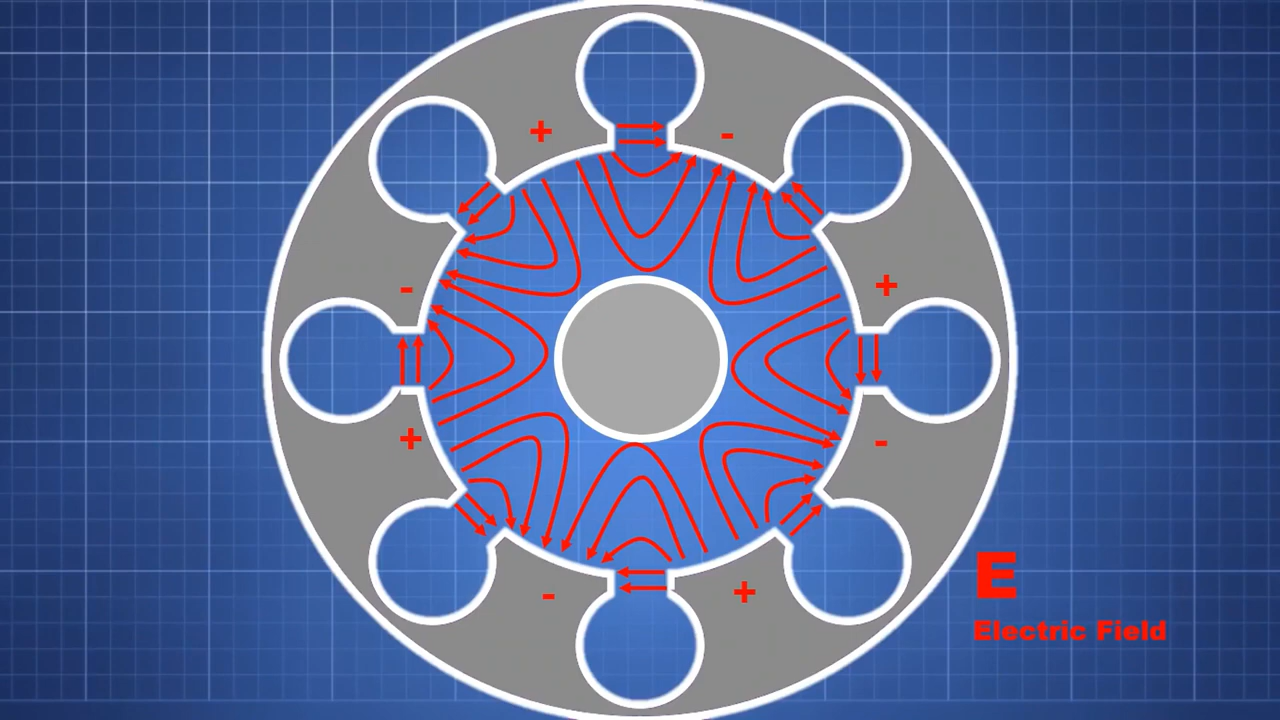 + -
- +
+ -
- +
E
Electric Field